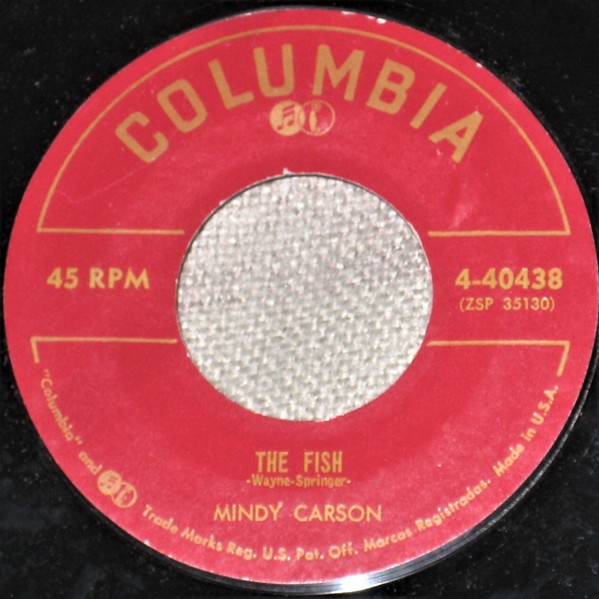 COLUMBIA
45 RPM
4-40438
(ZSP 35130)
THE FISH
-Wayne-Springer-
MINDY CARSON
"Columbia" and Trade Marks Reg. U.S. Pat. Off. Marcas Registradas. Made in U.S.A.